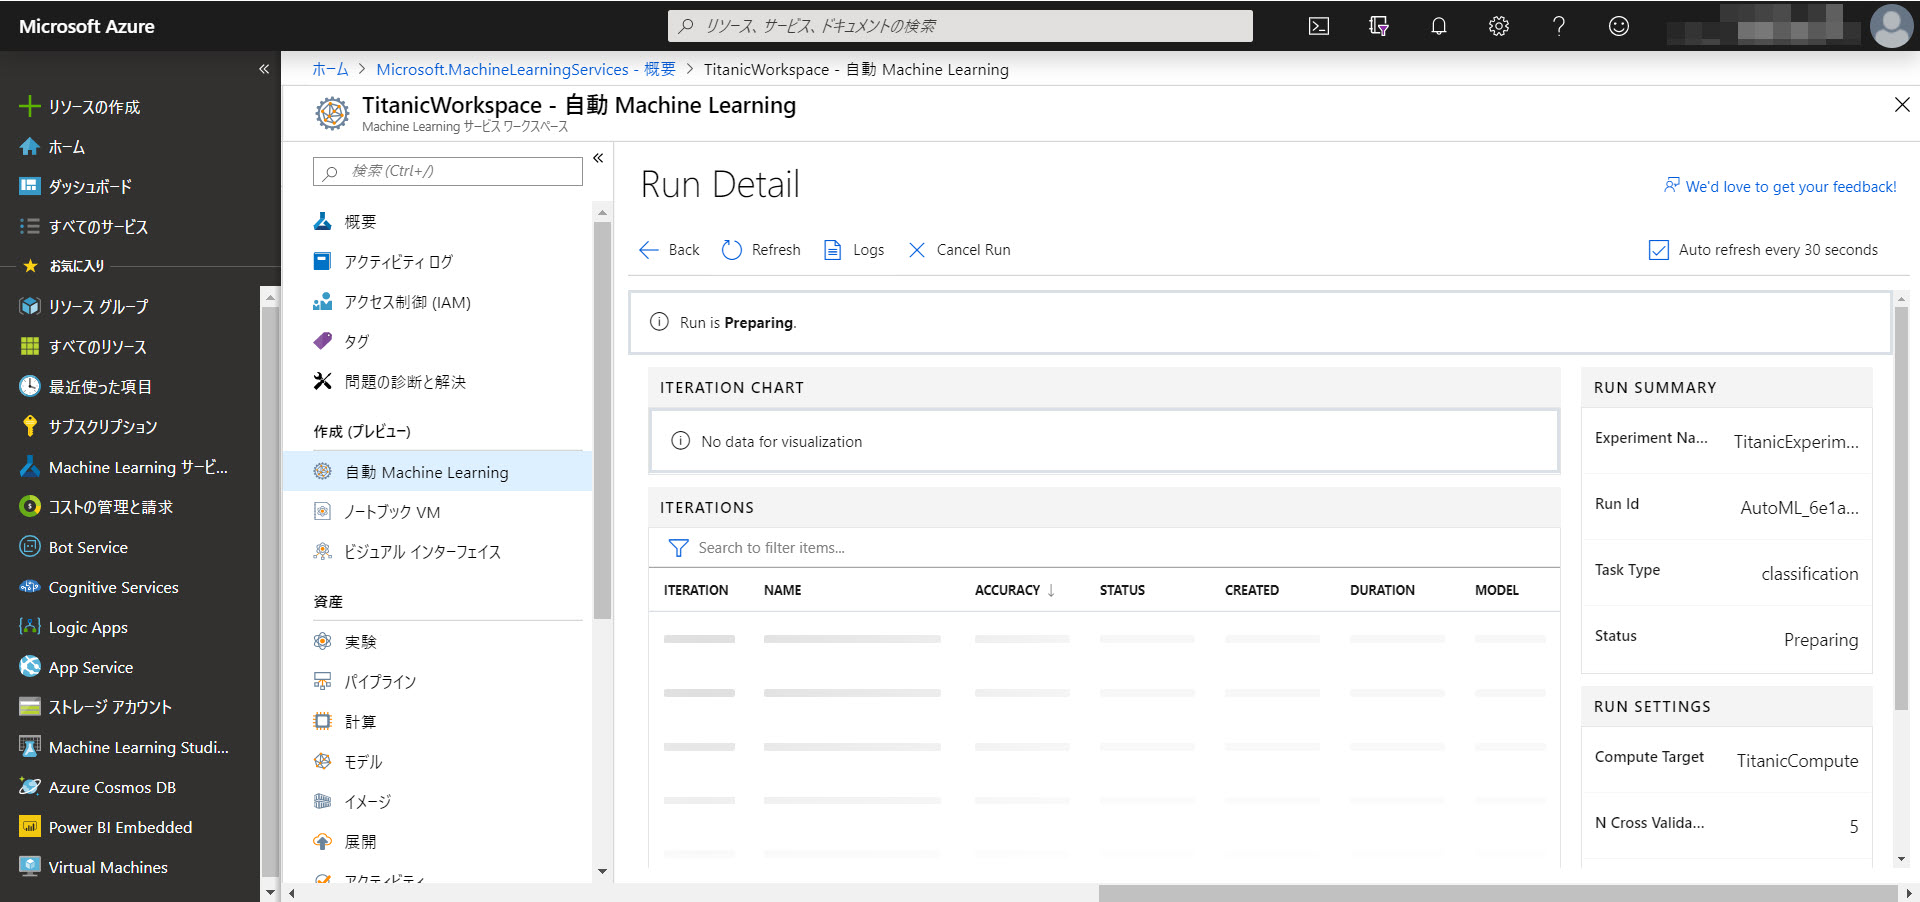 Microsoft Azure
リソース、サービス、ドキュメントの検索
リソースの作成
ホーム
ダッシュボード
すべてのサービス
お気に入り
リソース グループ
すべてのリソース
最近使った項目
サブスクリプション
Machine Learning サービ...
コストの管理と請求
Bot Service
Cognitive Services
Logic Apps
App Service
ストレージ アカウント
Machine Learning Studi...
Azure Cosmos DB
Power BI Embedded
Virtual Machines
ホーム > Microsoft.MachineLearningServices - 概要 > TitanicWorkspace - 自動 Machine Learning
TitanicWorkspace - 自動 Machine Learning
Machine Learning サービス ワークスペース
検索 (Ctrl+/)
概要
アクティビティ ログ
アクセス制御 (IAM)
タグ
問題の診断と解決
作成 (プレビュー)
自動 Machine Learning
ノートブック VM
ビジュアル インターフェイス
資産
実験
パイプライン
計算
モデル
イメージ
展開
アクティビティ
Run Detail
We'd love to get your feedback!
Back Refresh Logs Cancel Run
Auto refresh every 30 seconds
Run is Preparing.
ITERATION CHART
No data for visualization
ITERATIONS
Search to filter items...
ITERATION NAME ACCURACY ↓ STATUS CREATED DURATION MODEL
RUN SUMMARY
Experiment Na... TitanicExperim...
Run Id AutoML_6e1a...
Task Type classification
Status Preparing
RUN SETTINGS
Compute Target TitanicCompute
N Cross Valida... 5